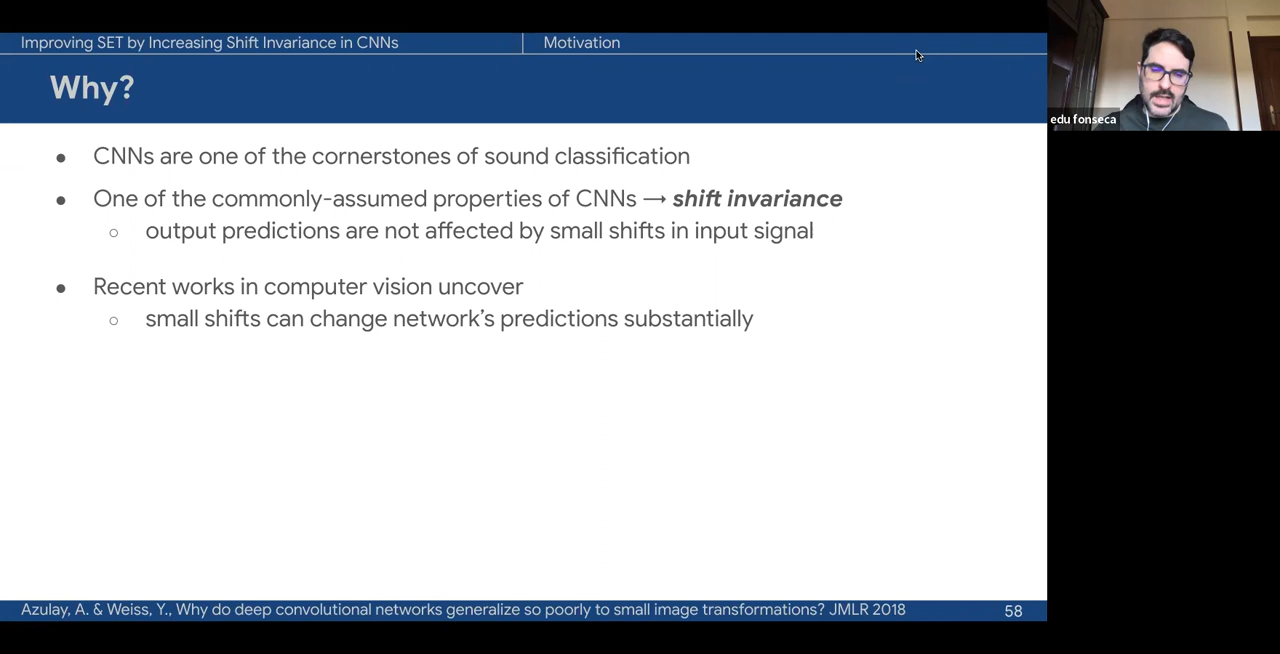 Improving SET by Increasing Shift Invariance in CNNs
Motivation
Why?
edu fonseca
● CNNs are one of the cornerstones of sound classification
● One of the commonly-assumed properties of CNNs → shift invariance
○ output predictions are not affected by small shifts in input signal
● Recent works in computer vision uncover
○ small shifts can change network's predictions substantially
Azulay, A. & Weiss, Y., Why do deep convolutional networks generalize so poorly to small image transformations? JMLR 2018
58